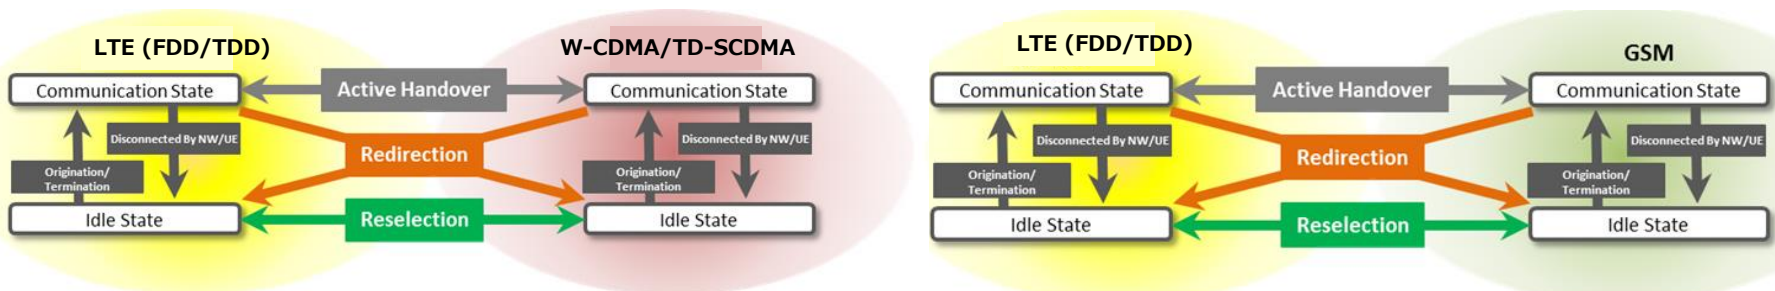 LTE (FDD/TDD)
W-CDMA/TD-SCDMA
Communication State
Active Handover
Communication State
Disconnected By NW/UE
Redirection
Disconnected By NW/UE
Origination/
Termination
Origination/
Termination
Idle State
Reselection
Idle State
LTE (FDD/TDD)
GSM
Communication State
Active Handover
Communication State
Disconnected By NW/UE
Redirection
Disconnected By NW/UE
Origination/
Termination
Origination/
Termination
Idle State
Reselection
Idle State